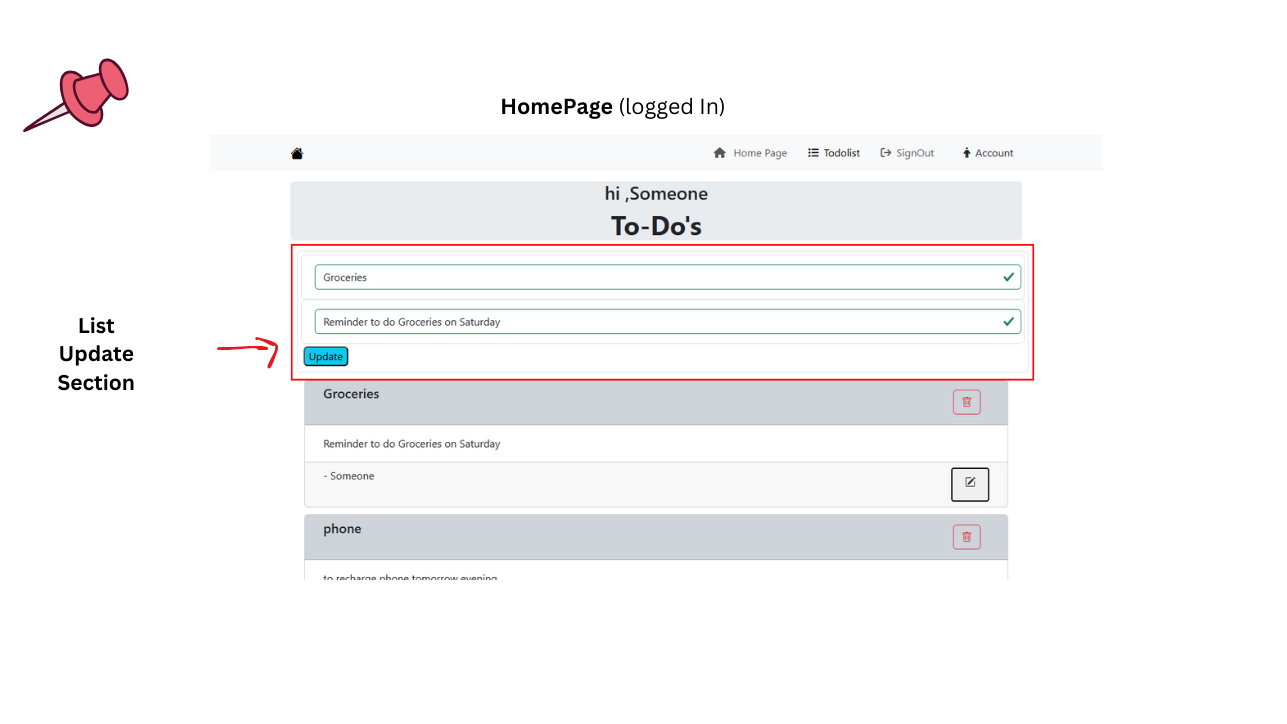 HomePage (logged In)
Home Page Todolist SignOut Account
hi ,Someone
To-Do's
Groceries
Reminder to do Groceries on Saturday
Update
List
Update
Section
Groceries
Reminder to do Groceries on Saturday
- Someone
phone
to recharge phone tomorrow evening